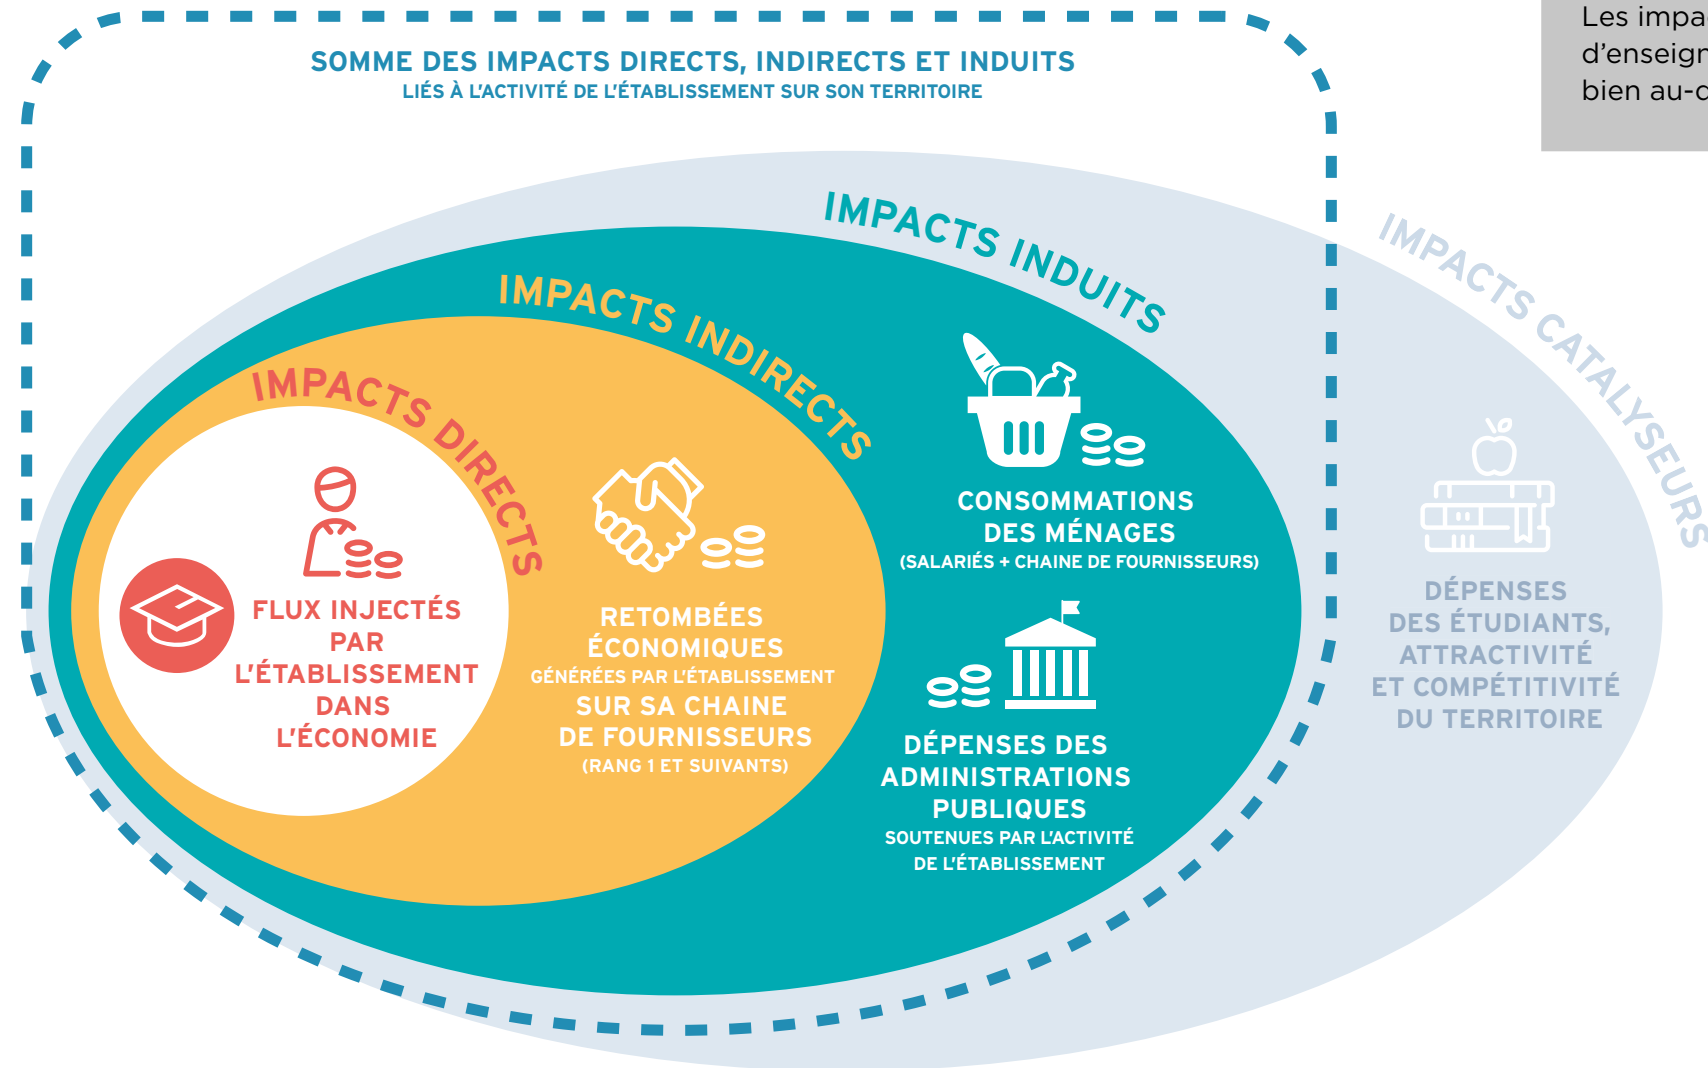 SOMME DES IMPACTS DIRECTS, INDIRECTS ET INDUITS
LIÉS À L'ACTIVITÉ DE L'ÉTABLISSEMENT SUR SON TERRITOIRE
Les
d'enseign
bien
IMPACTS DIRECTS
FLUX INJECTÉS
PAR
L'ÉTABLISSEMENT
DANS
L'ÉCONOMIE
IMPACTS INDIRECTS
RETOMBÉES
ÉCONOMIQUES
GÉNÉRÉES PAR L'ÉTABLISSEMENT
SUR SA CHAINE
DE FOURNISSEURS
(RANG 1 ET SUIVANTS)
IMPACTS INDUITS
CONSOMMATIONS
DES MÉNAGES
(SALARIÉS + CHAINE DE FOURNISSEURS)
DÉPENSES DES
ADMINISTRATIONS
PUBLIQUES
SOUTENUES PAR L'ACTIVITÉ
DE L'ÉTABLISSEMENT
IMPACTS CATALYSEURS
DÉPENSES
DES ÉTUDIANTS,
ATTRACTIVITÉ
ET COMPÉTITIVITÉ
DU TERRITOIRE